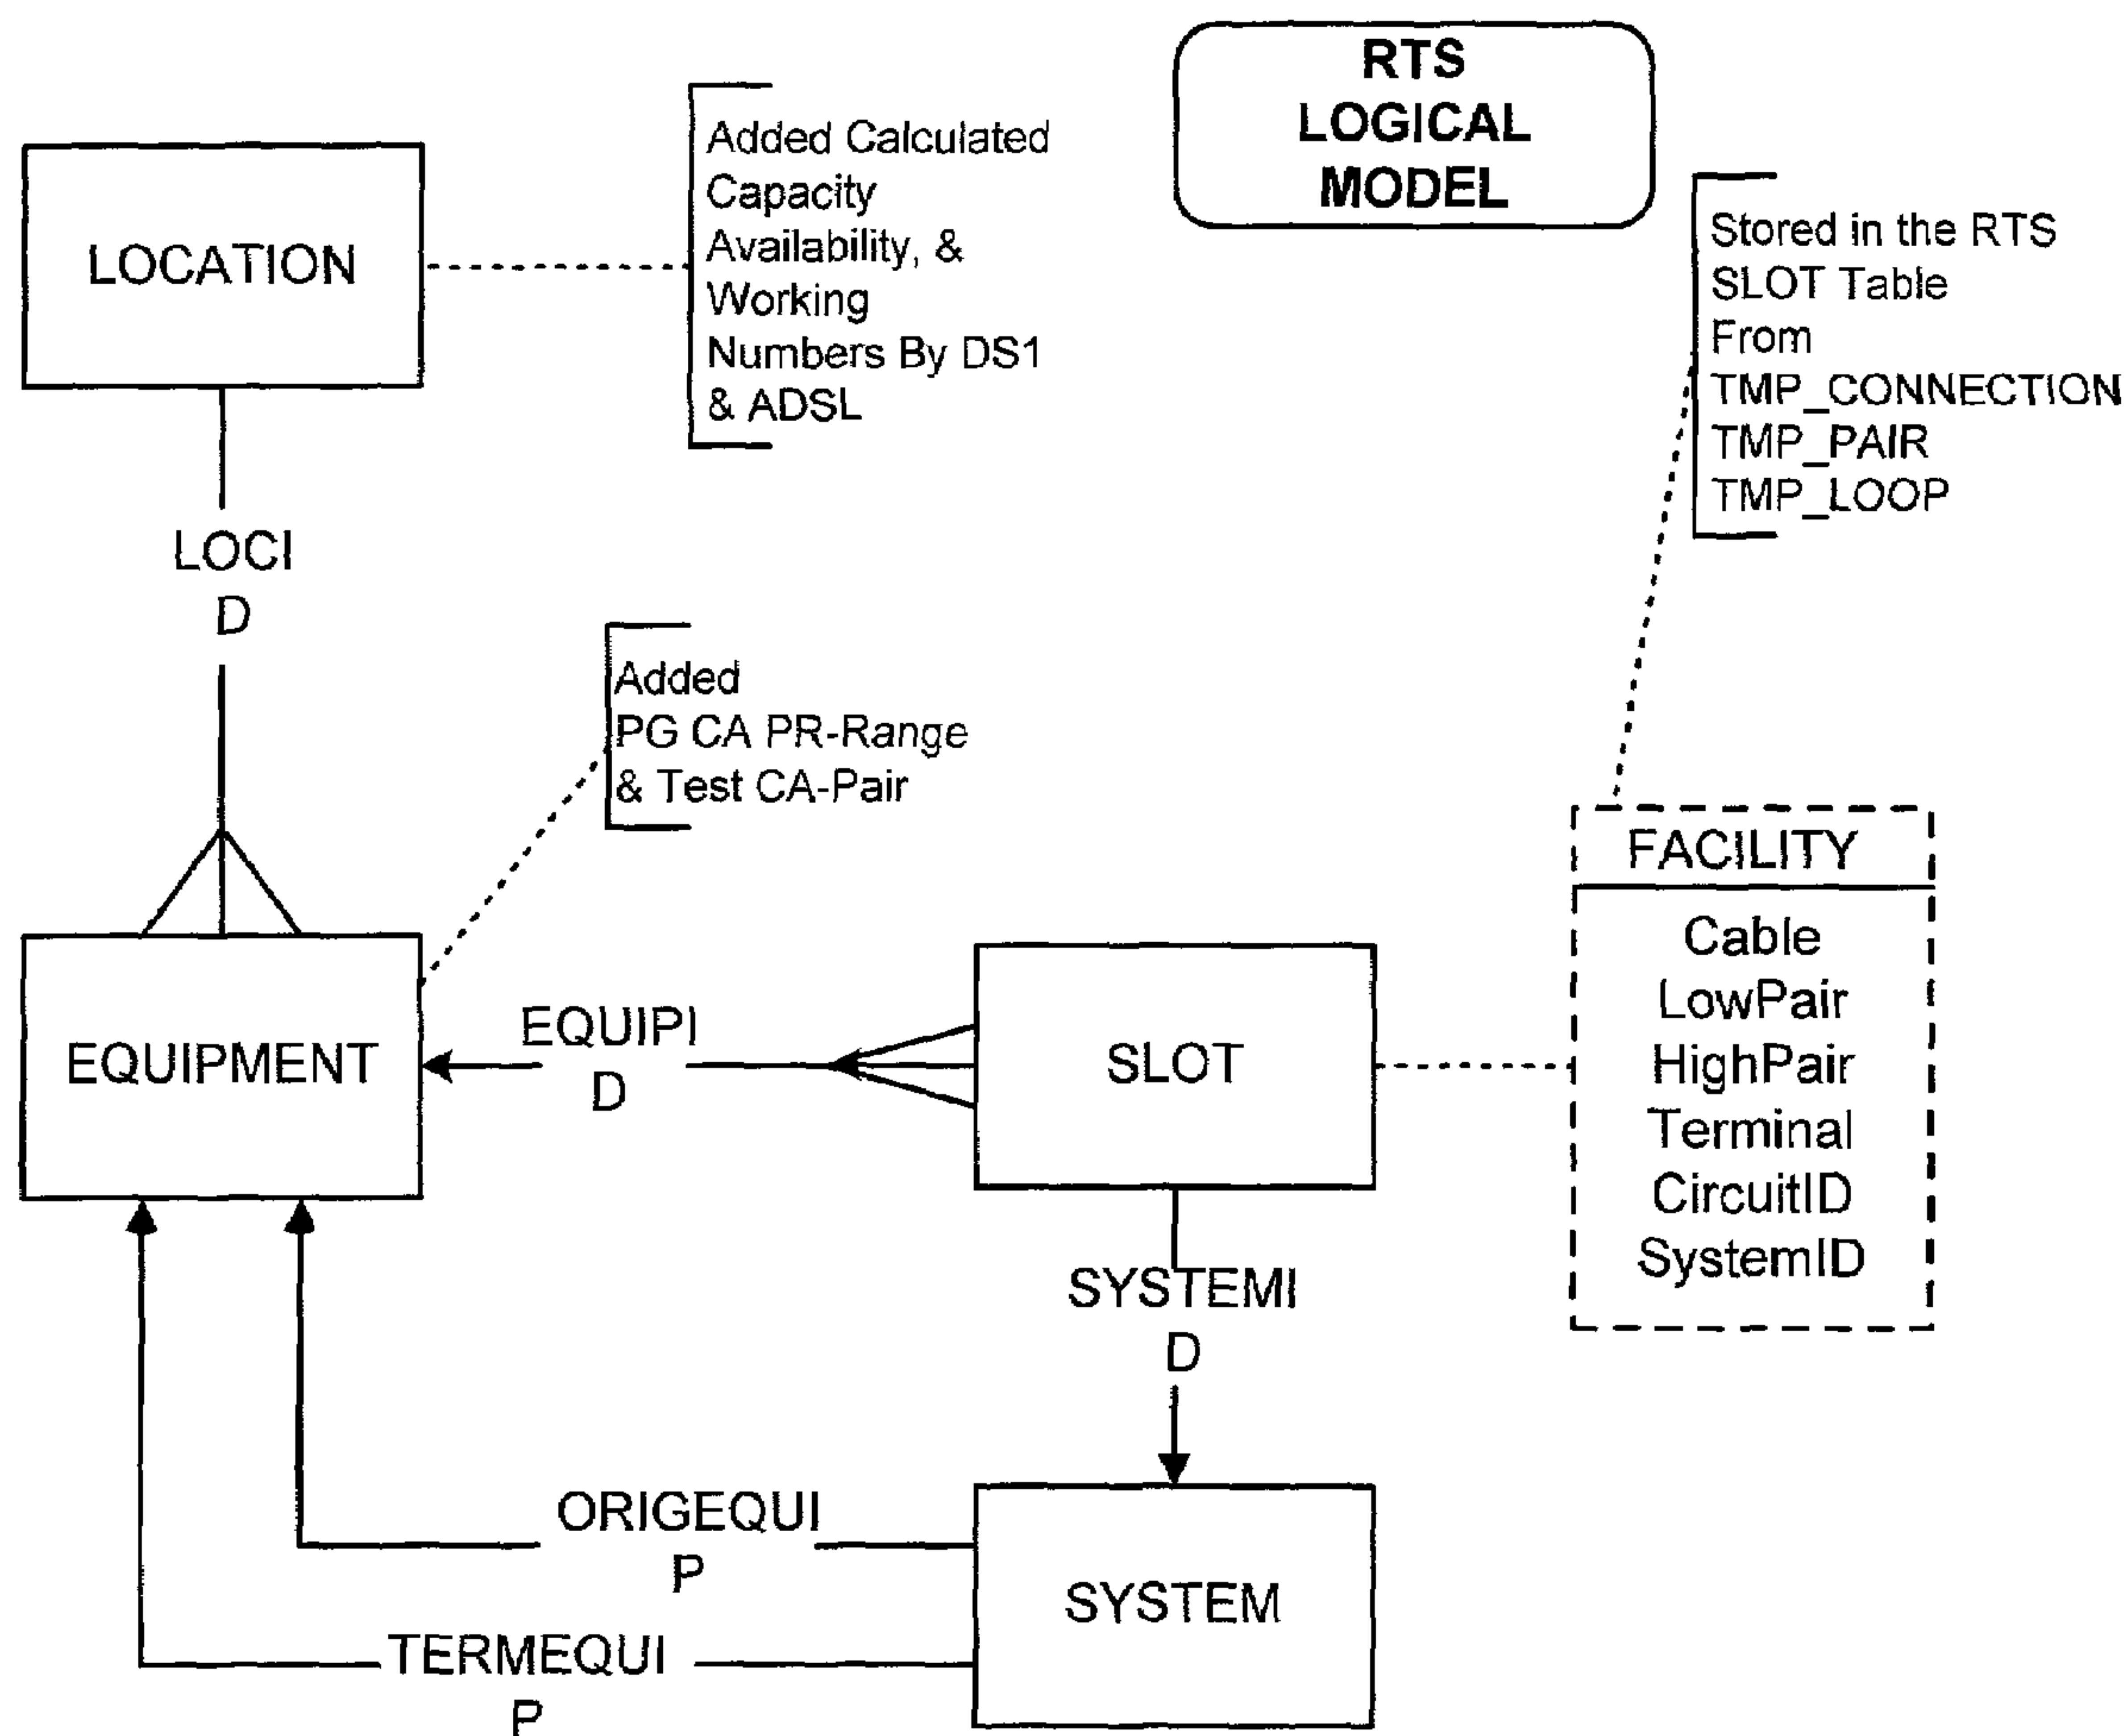 RTS
LOGICAL
MODEL
LOCATION
Added Calculated
Capacity
Availability, &
Working
Numbers By DS1
& ADSL
Stored in the RTS
SLOT Table
From
TMP_CONNECTION
TMP_PAIR
TMP_LOOP
LOCI
D
Added
PG CA PR-Range
& Test CA-Pair
FACILITY
Cable
LowPair
HighPair
Terminal
CircuitID
SystemID
EQUIPMENT
EQUIPI
D
SLOT
SYSTEMI
D
ORIGEQUI
P
SYSTEM
TERMEQUI
P